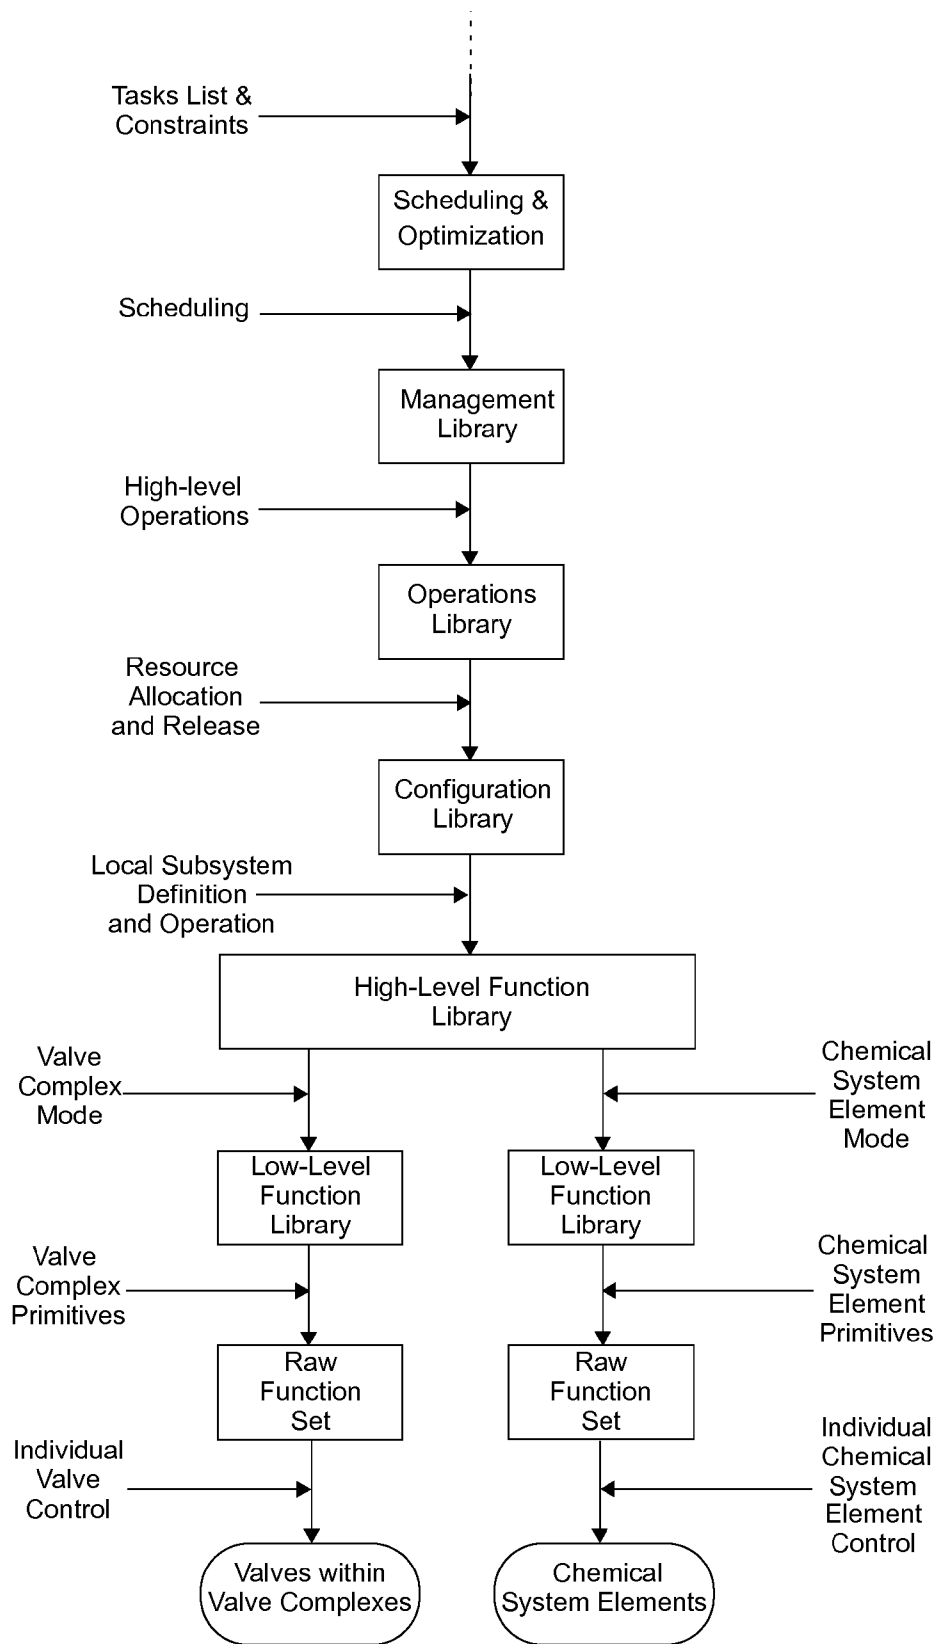 Tasks List &
Constraints
Scheduling &
Optimization
Scheduling
Management
Library
High-level
Operations
Operations
Library
Resource
Allocation
and Release
Configuration
Library
Local Subsystem
Definition
and Operation
High-Level Function
Library
Valve
Complex
Mode
Chemical
System
Element
Mode
Low-Level
Function
Library
Low-Level
Function
Library
Valve
Complex
Primitives
Chemical
System
Element
Primitives
Raw
Function
Set
Raw
Function
Set
Individual
Valve
Control
Individual
Chemical
System
Element
Control
Valves within
Valve Complexes
Chemical
System Elements